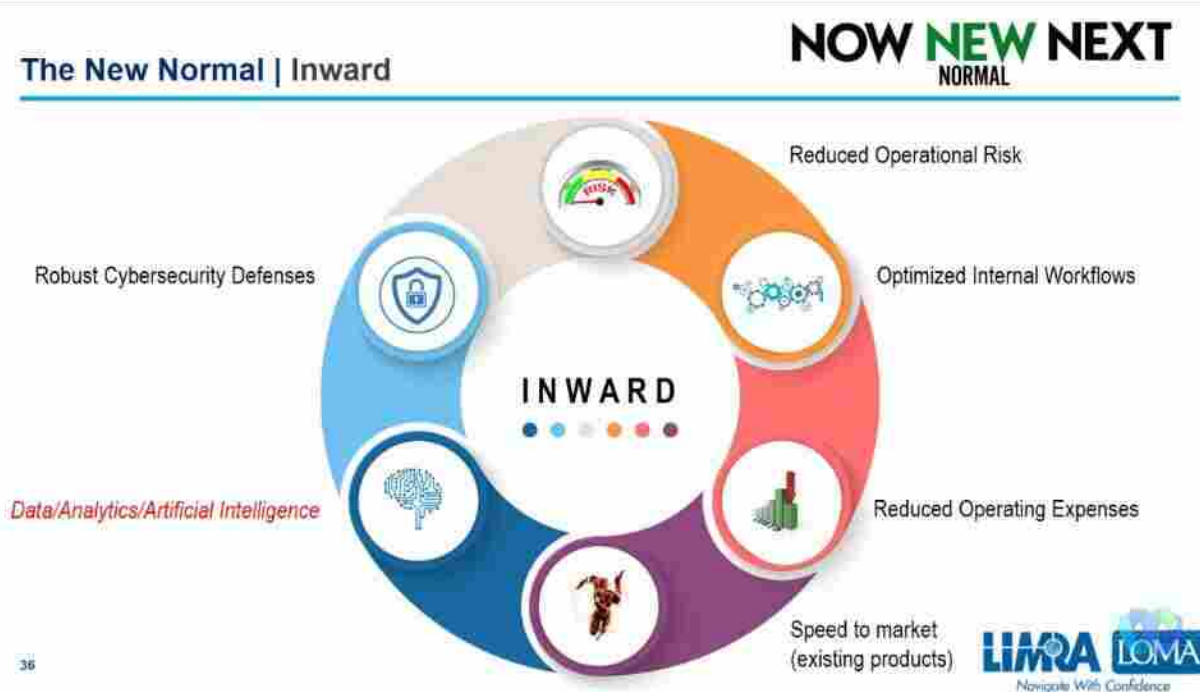 The New Normal | Inward
NOW NEW NEXT
NORMAL
Reduced Operational Risk
RISK
Robust Cybersecurity Defenses
Optimized Internal Workflows
INWARD
Data/Analytics/Artificial Intelligence
Reduced Operating Expenses
Speed to market
(existing products)
LIMRA LOMA
Navigate With Confidence
36